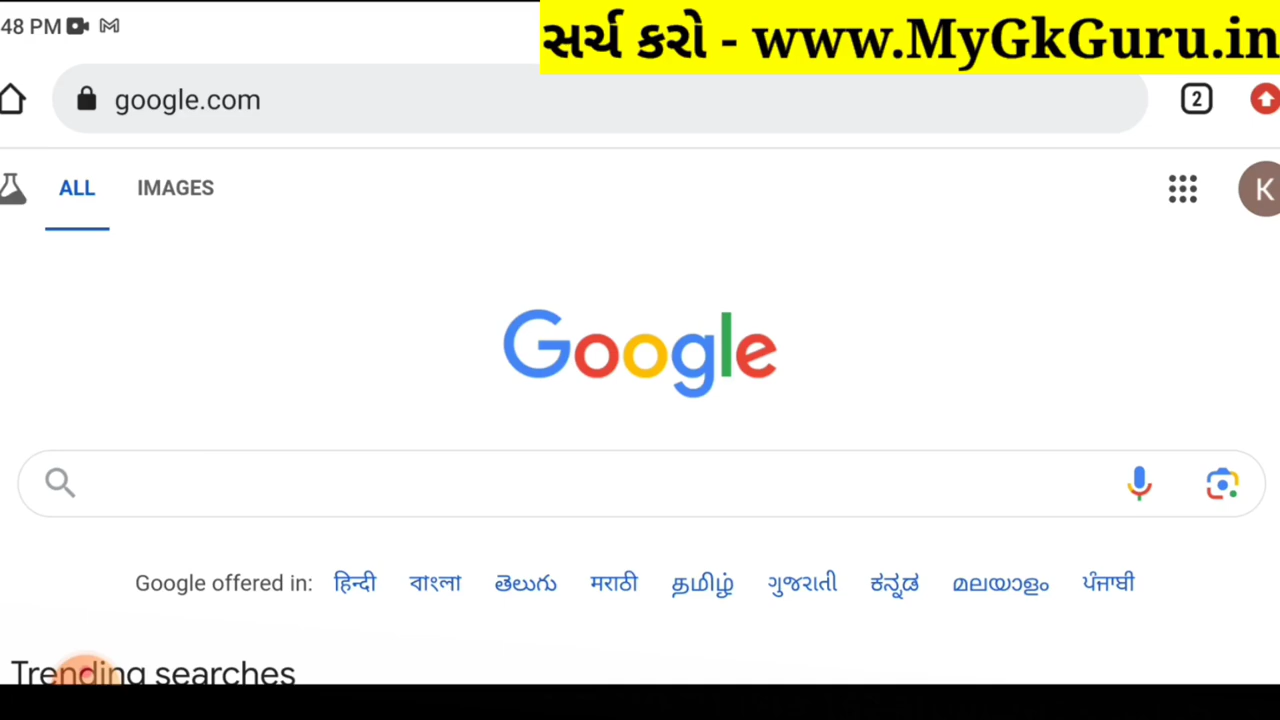 48 PM
સર્ચ કરો - www.MyGkGuru.in
google.com
2
ALL IMAGES
K
Google
Google offered in: हिन्दी বাংলা తెలుగు मराठी தமிழ் ગુજરાતી ಕನ್ನಡ മലയാളം ਪੰਜਾਬੀ
Trending searches